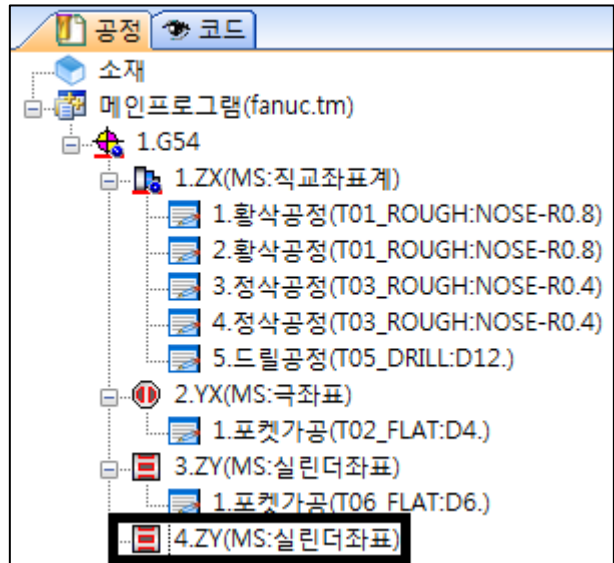 공정 코드
소재
메인프로그램(fanuc.tm)
1.G54
1.ZX(MS:직교좌표계)
1.황삭공정(T01_ROUGH:NOSE-R0.8)
2.황삭공정(T01_ROUGH:NOSE-R0.8)
3.정삭공정(T03_ROUGH:NOSE-R0.4)
4.정삭공정(T03_ROUGH:NOSE-R0.4)
5.드릴공정(T05_DRILL:D12.)
2.YX(MS:극좌표)
1.포켓가공(T02_FLAT:D4.)
3.ZY(MS:실린더좌표)
1.포켓가공(T06_FLAT:D6.)
4.ZY(MS:실린더좌표)